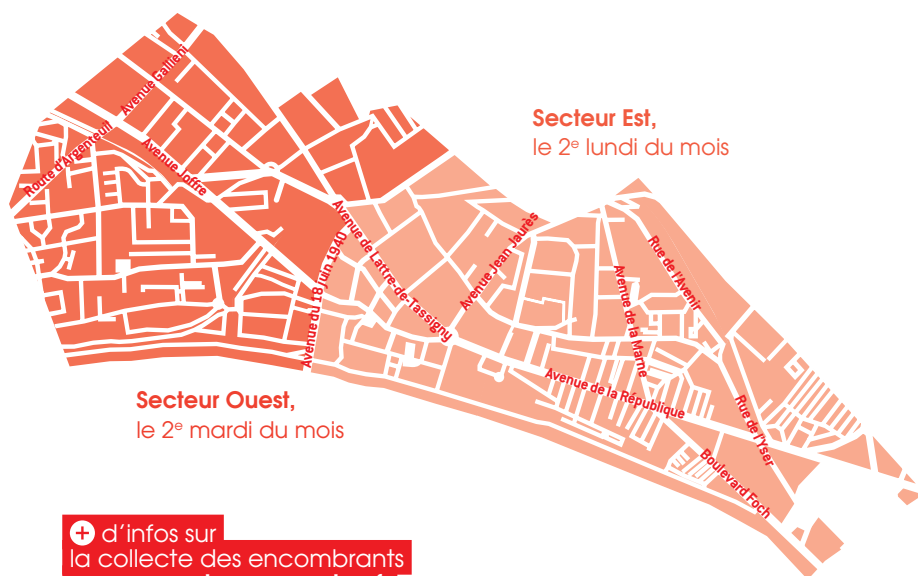 Secteur Est,
le 2e lundi du mois
Avenue Gallieni
Route d'Argenteuil
Avenue Joffre
Avenue de Lattre-de-Tassigny
Avenue du 18 juin 1940
Avenue Jean Jaurès
Rue de l'Avenir
Avenue de la Marne
Avenue de la République
Rue de l'Yser
Boulevard Foch
Secteur Ouest,
le 2e mardi du mois
+ d'infos sur
la collecte des encombrants